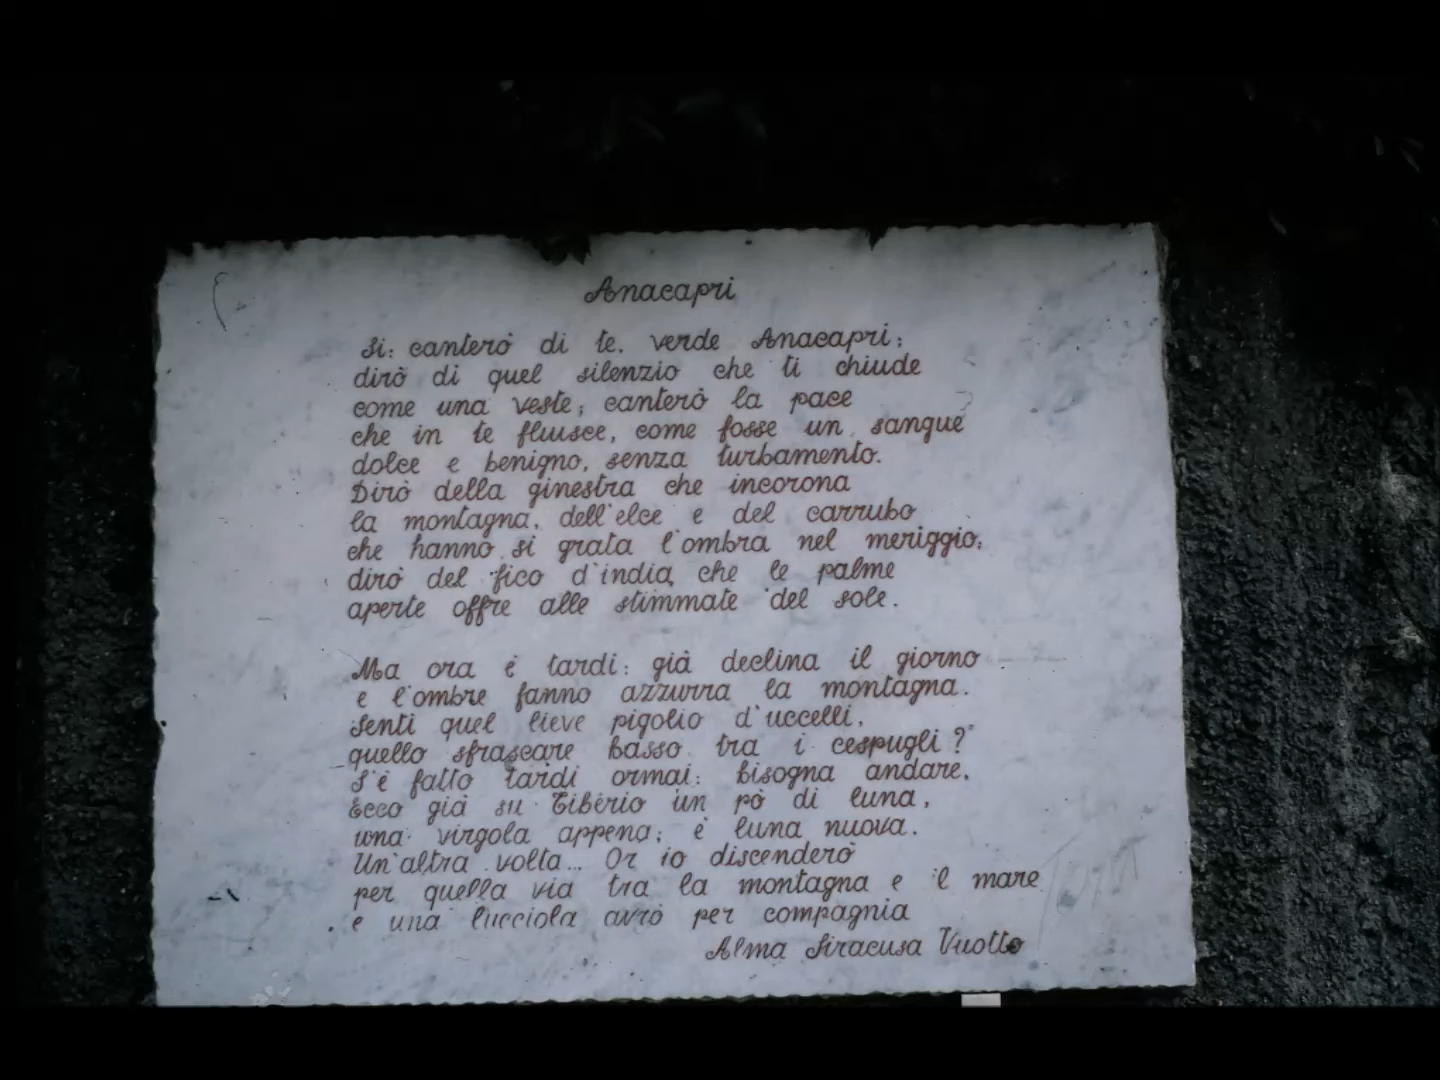 Anacapri
Si: canterò di te, verde Anacapri;
dirò di quel silenzio che ti chiude
come una veste; canterò la pace
che in te fluisce, come fosse un sangue
dolce e benigno, senza turbamento.
Dirò della ginestra che incorona
la montagna, dell'elce e del carrubo
che hanno si grata l'ombra nel meriggio;
dirò del fico d'india, che le palme
aperte offre alle stimmate del sole.
Ma ora è tardi: già declina il giorno
e l'ombre fanno azzurra la montagna.
Senti quel lieve pigolio d'uccelli,
quello sfrascare basso tra i cespugli?
S'è fatto tardi ormai: bisogna andare.
Ecco già su Tibério un pò di luna,
una virgola appena; è luna nuova.
Un'altra volta... Or io discenderò
per quella via tra la montagna e 'l mare
e una lucciola avrò per compagnia
Alma Siracusa Vuotto